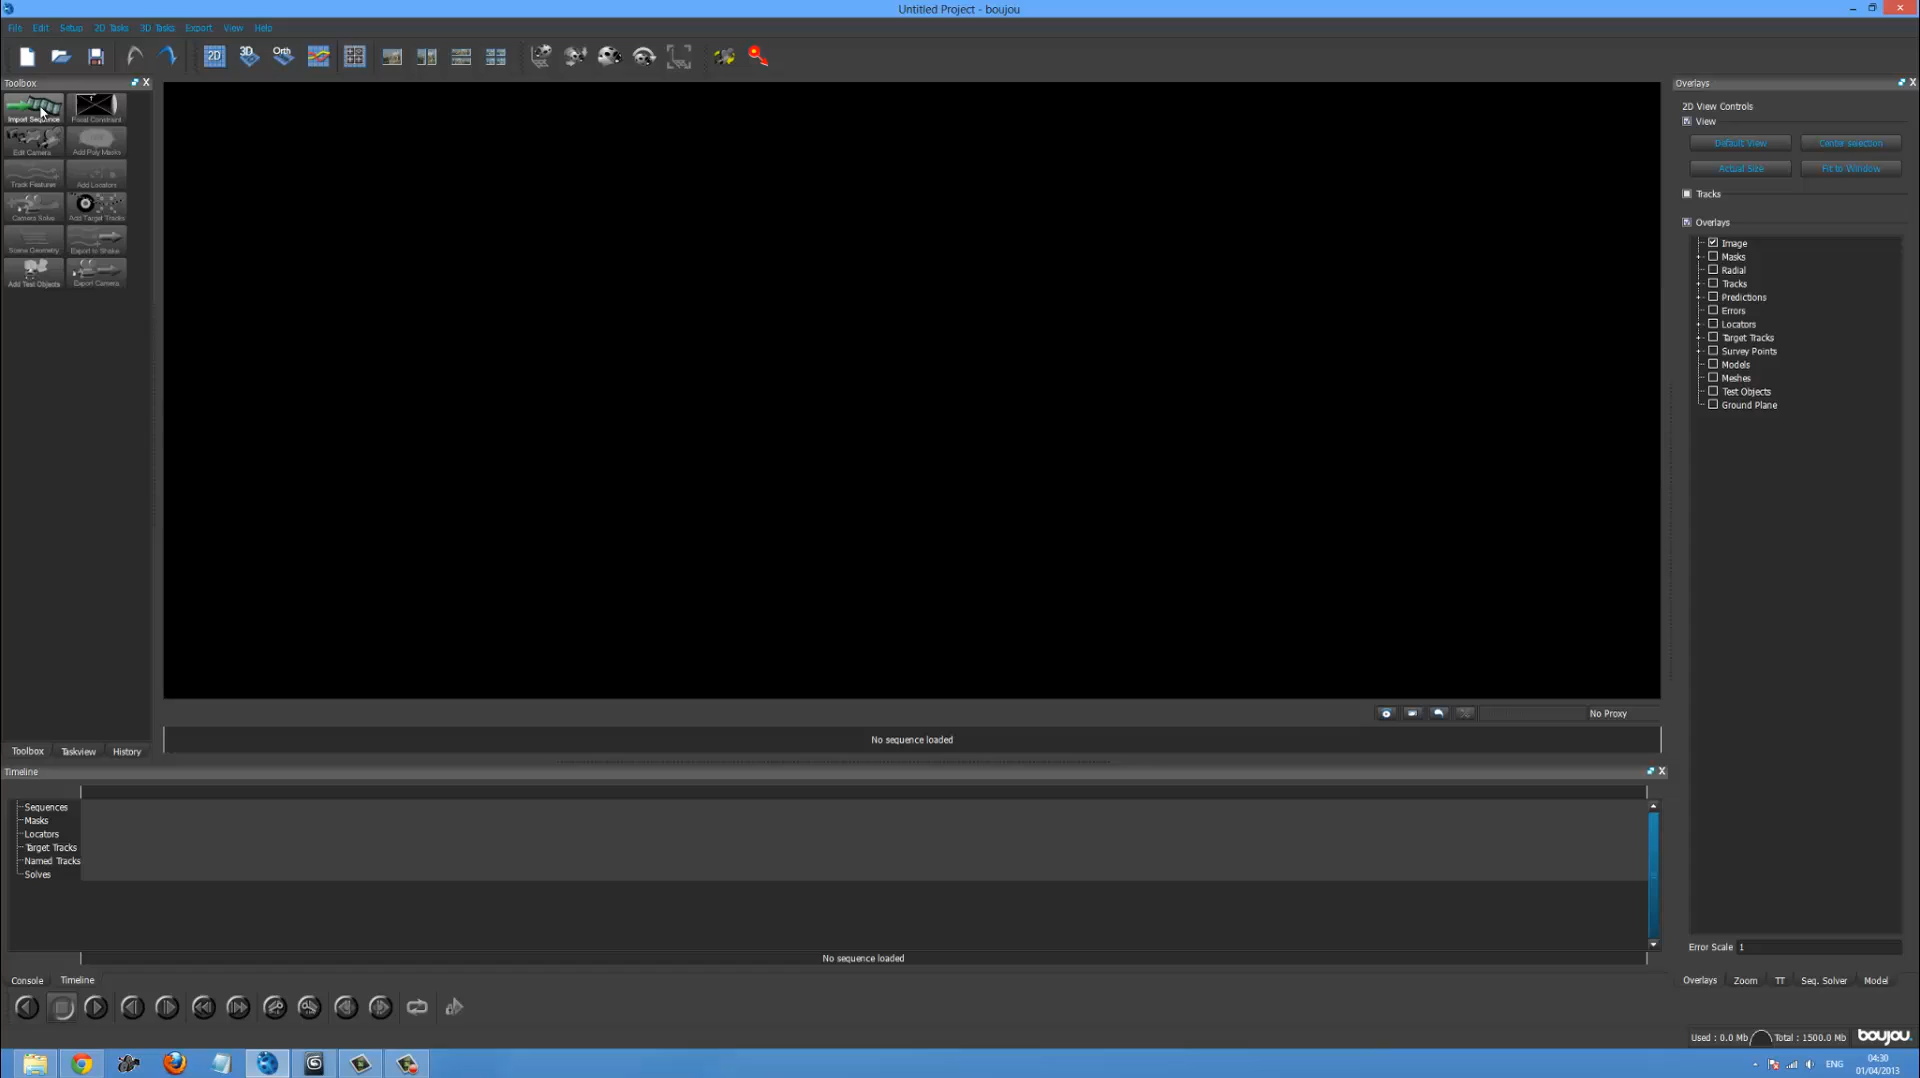 Untitled Project - boujou
File Edit Setup 2D Tasks 3D Tasks Export View Help
2D 3D Orth
Toolbox
Import Sequence Focal Constraint
Edit Camera Add Poly Masks
Track Features Add Locators
Camera Solve Add Target Tracks
Scene Geometry Export to Shake
Add Test Objects Export Camera
Toolbox Taskview History
Overlays
2D View Controls
View
Default View Center selection
Actual Size Fit to Window
Tracks
Overlays
Image
Masks
Radial
Tracks
Predictions
Errors
Locators
Target Tracks
Survey Points
Models
Meshes
Test Objects
Ground Plane
Error Scale 1
Overlays Zoom TT Seq. Solver Model
No Proxy
No sequence loaded
Timeline
Sequences
Masks
Locators
Target Tracks
Named Tracks
Solves
No sequence loaded
Console Timeline
Used : 0.0 Mb Total : 1500.0 Mb boujou
ENG
04:30
01/04/2013